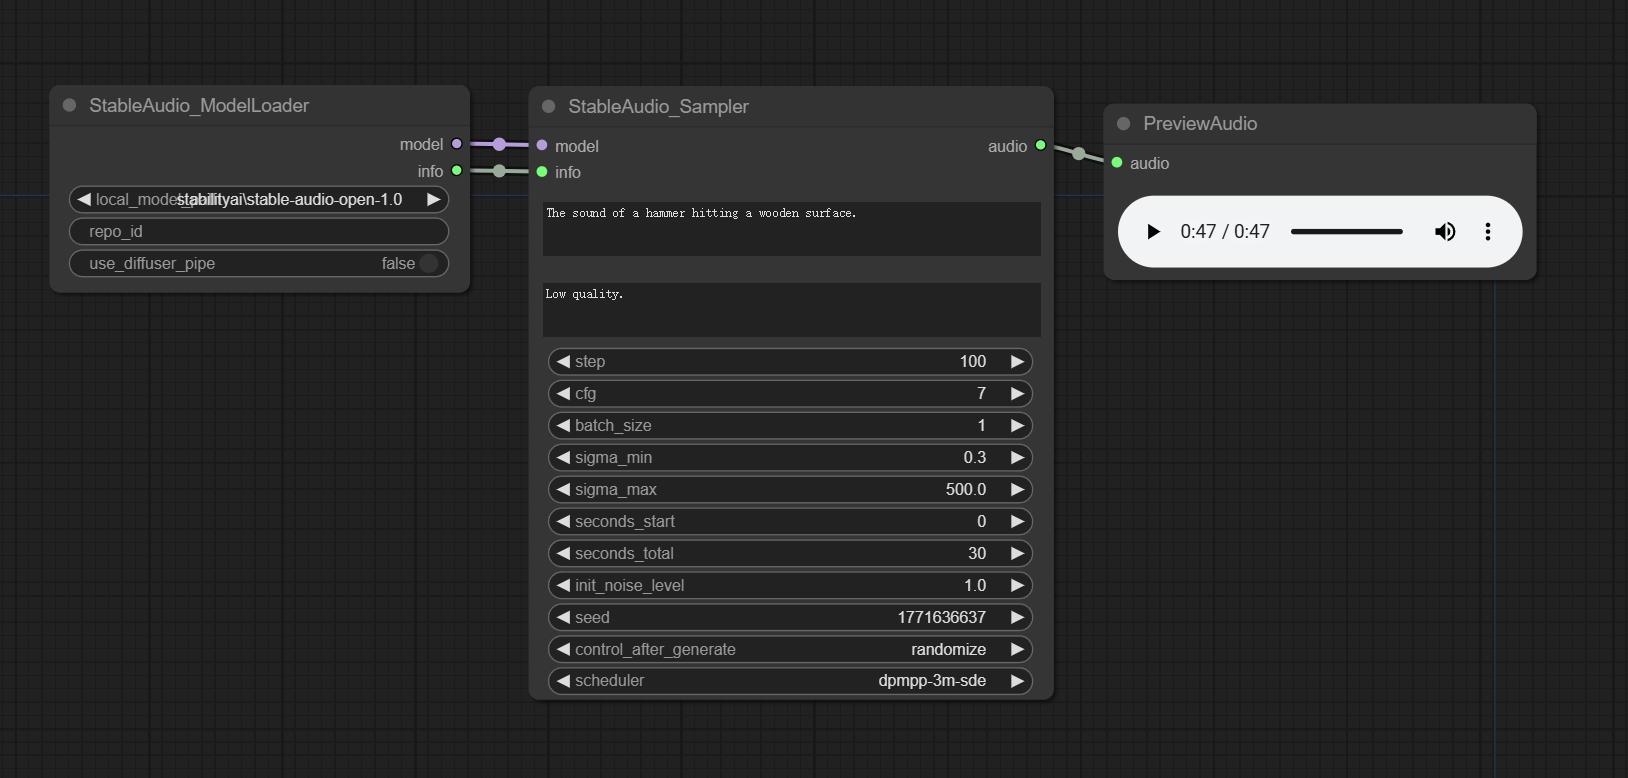 StableAudio_ModelLoader
model
info
local_model_path stabilityai\stable-audio-open-1.0
repo_id
use_diffuser_pipe false
StableAudio_Sampler
model audio
info
The sound of a hammer hitting a wooden surface.
Low quality.
step 100
cfg 7
batch_size 1
sigma_min 0.3
sigma_max 500.0
seconds_start 0
seconds_total 30
init_noise_level 1.0
seed 1771636637
control_after_generate randomize
scheduler dpmpp-3m-sde
PreviewAudio
audio
0:47 / 0:47